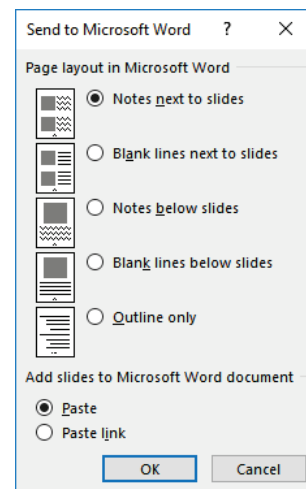 Send to Microsoft Word ? ×
Page layout in Microsoft Word
Notes next to slides
Blank lines next to slides
Notes below slides
Blank lines below slides
Outline only
Add slides to Microsoft Word document
Paste
Paste link
OK Cancel